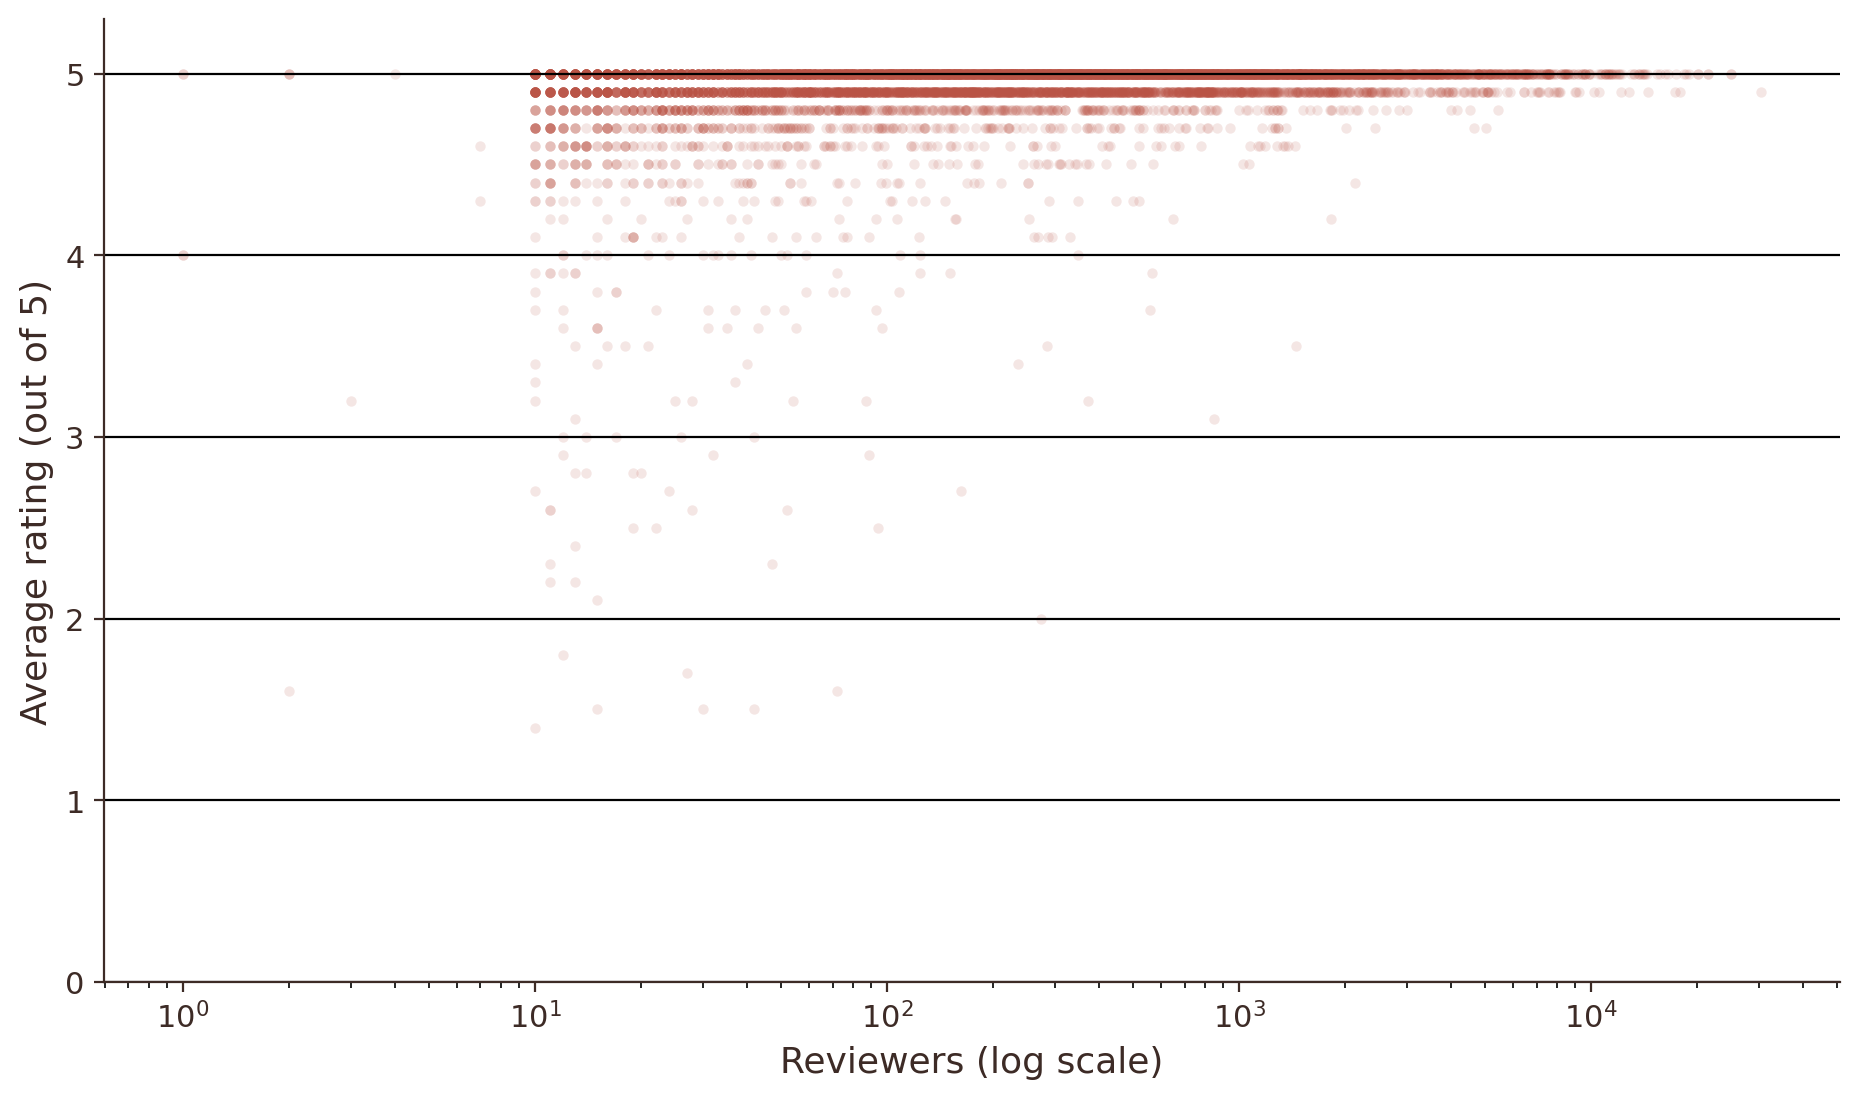 Average rating (out of 5)
5
4
3
2
1
0
10⁰ 10¹ 10² 10³ 10⁴
Reviewers (log scale)